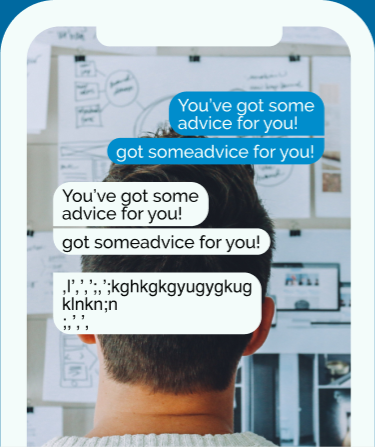 You've got some
advice for you!
got someadvice for you!
You've got some
advice for you!
got someadvice for you!
,l',',';,';kghkgkgyugygkug
klnkn;n
;,',',